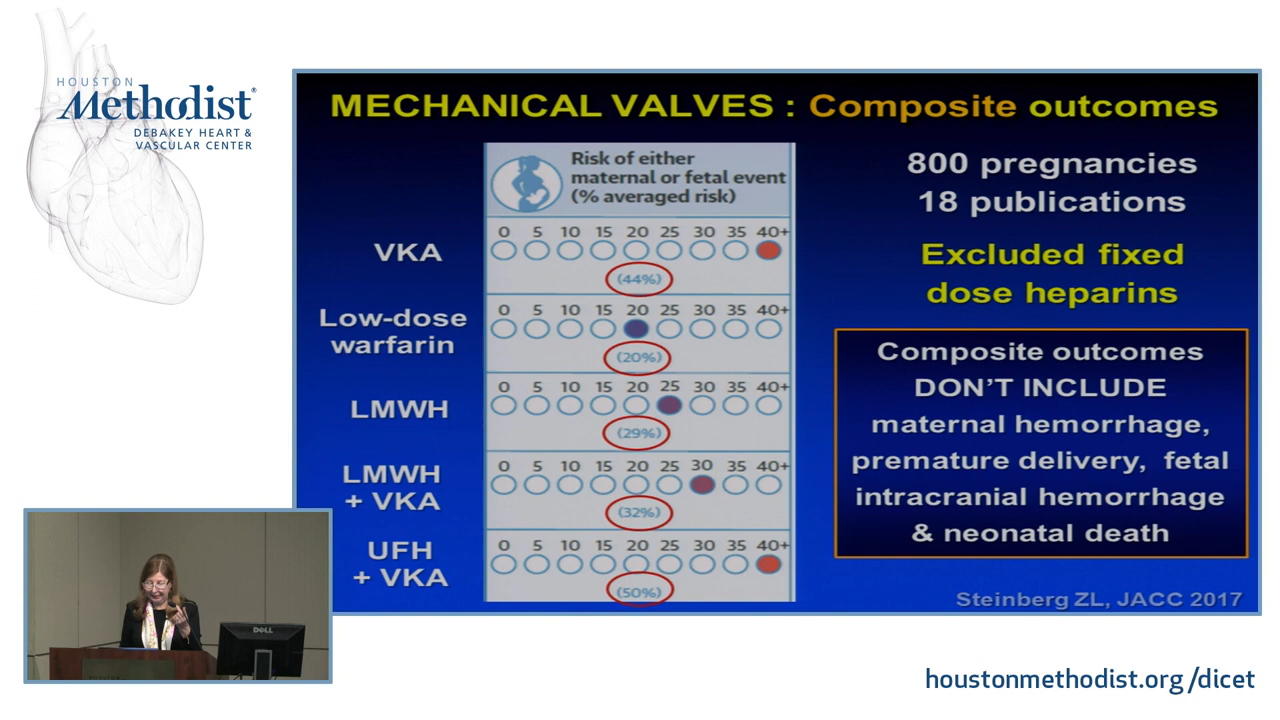 HOUSTON
Methodist®
DEBAKEY HEART &
VASCULAR CENTER
MECHANICAL VALVES : Composite outcomes
Risk of either
maternal or fetal event
(% averaged risk)
VKA
0 5 10 15 20 25 30 35 40+
(44%)
Low-dose
warfarin
0 5 10 15 20 25 30 35 40+
(20%)
LMWH
0 5 10 15 20 25 30 35 40+
(29%)
LMWH
+ VKA
0 5 10 15 20 25 30 35 40+
(32%)
UFH
+ VKA
0 5 10 15 20 25 30 35 40+
(50%)
800 pregnancies
18 publications
Excluded fixed
dose heparins
Composite outcomes
DON'T INCLUDE
maternal hemorrhage,
premature delivery, fetal
intracranial hemorrhage
& neonatal death
Steinberg ZL, JACC 2017
DELL
houstonmethodist.org/dicet